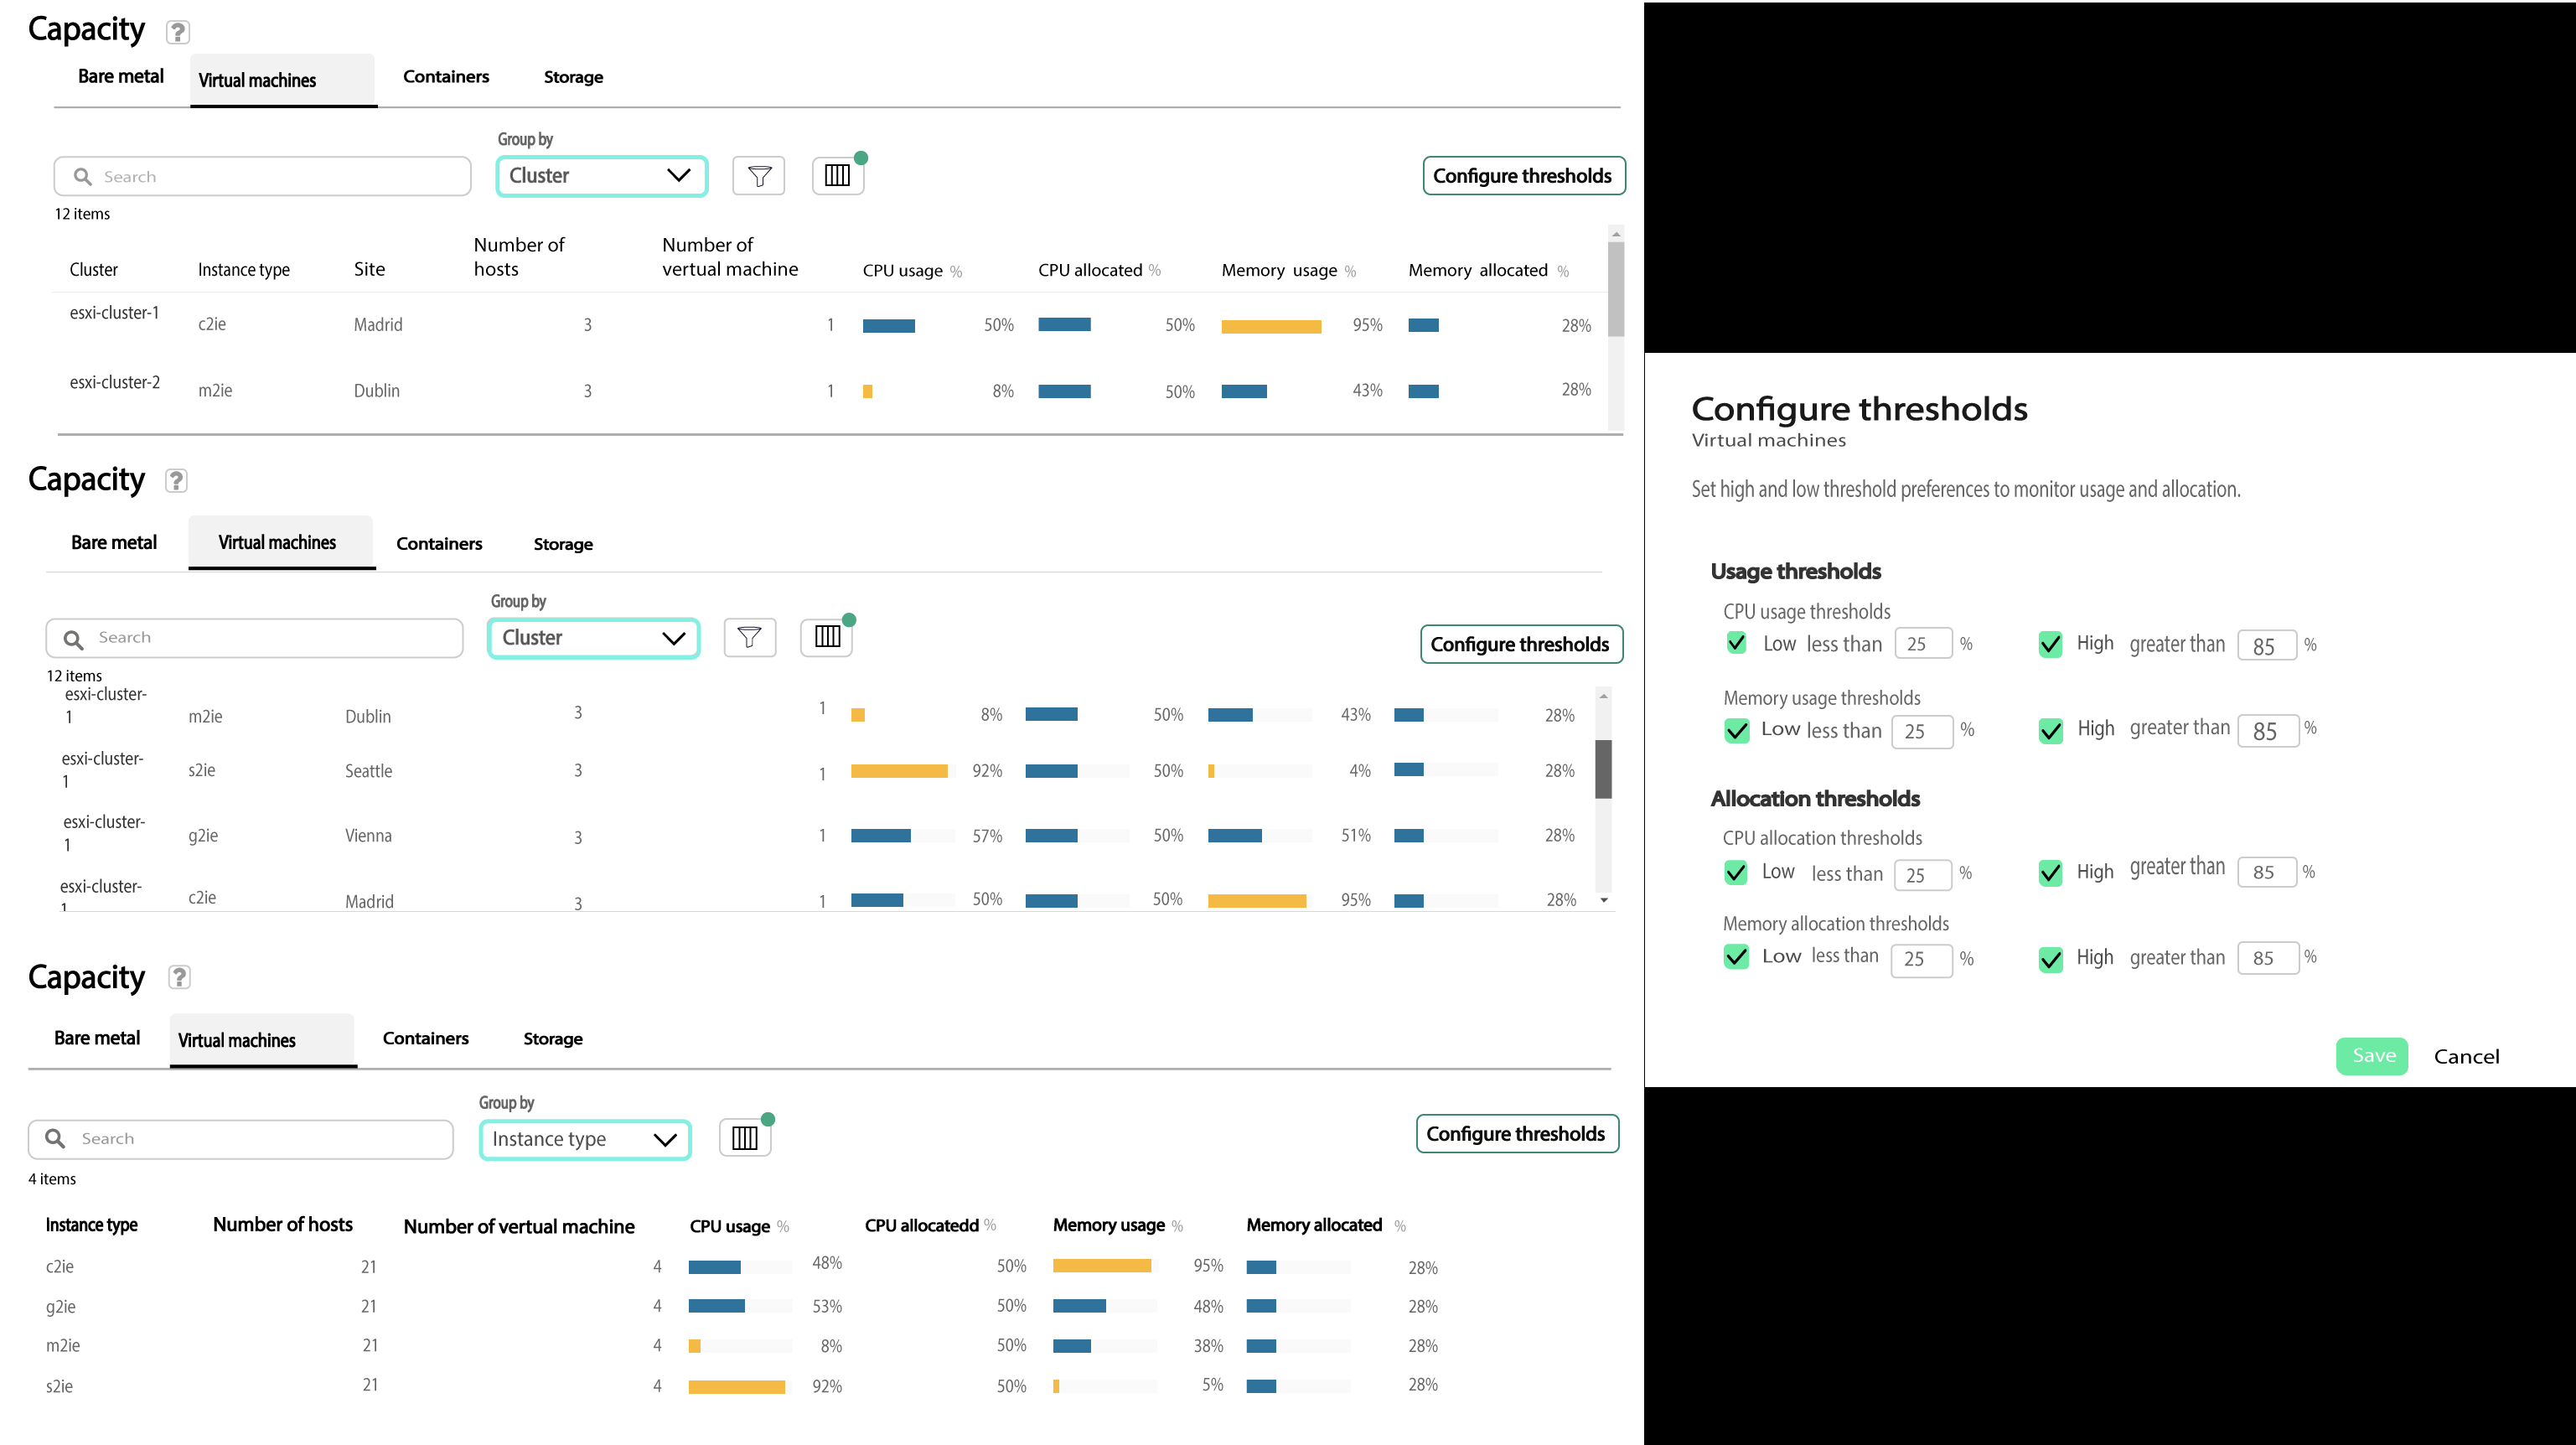 Capacity ?
Bare metal Virtual machines Containers Storage
Group by
Search Cluster Configure thresholds
12 items
Cluster Instance type Site Number of hosts Number of vertual machine CPU usage % CPU allocated % Memory usage % Memory allocated %
esxi-cluster-1 c2ie Madrid 3 1 50% 50% 95% 28%
esxi-cluster-2 m2ie Dublin 3 1 8% 50% 43% 28%
Capacity ?
Bare metal Virtual machines Containers Storage
Group by
Search Cluster Configure thresholds
12 items
esxi-cluster-1 m2ie Dublin 3 1 8% 50% 43% 28%
esxi-cluster-1 s2ie Seattle 3 1 92% 50% 4% 28%
esxi-cluster-1 g2ie Vienna 3 1 57% 50% 51% 28%
esxi-cluster-1 c2ie Madrid 3 1 50% 50% 95% 28%
Capacity ?
Bare metal Virtual machines Containers Storage
Group by
Search Instance type Configure thresholds
4 items
Instance type Number of hosts Number of vertual machine CPU usage % CPU allocatedd % Memory usage % Memory allocated %
c2ie 21 4 48% 50% 95% 28%
g2ie 21 4 53% 50% 48% 28%
m2ie 21 4 8% 50% 38% 28%
s2ie 21 4 92% 50% 5% 28%
Configure thresholds
Virtual machines
Set high and low threshold preferences to monitor usage and allocation.
Usage thresholds
CPU usage thresholds
Low less than 25 % High greater than 85 %
Memory usage thresholds
Low less than 25 % High greater than 85 %
Allocation thresholds
CPU allocation thresholds
Low less than 25 % High greater than 85 %
Memory allocation thresholds
Low less than 25 % High greater than 85 %
Save Cancel